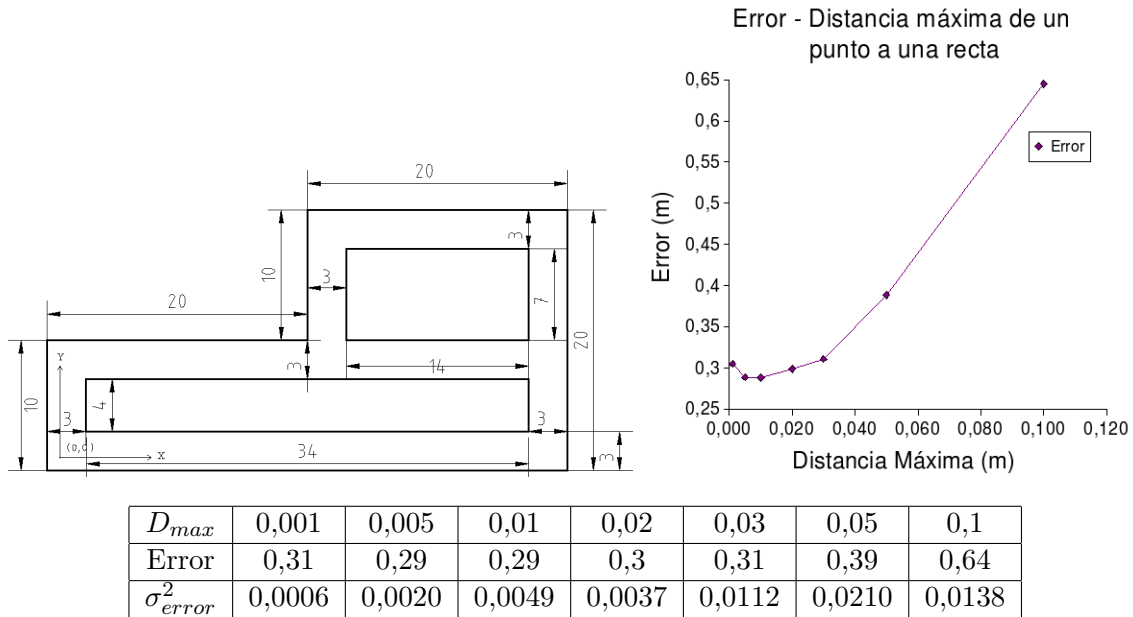 Error - Distancia máxima de un
punto a una recta
20
20
10
3
3
7
20
14
3
10
4
3
3
34
3
Y
X
(0,0)
0,65
0,6
0,55
0,5
0,45
0,4
0,35
0,3
0,25
Error (m)
Error
0,000 0,020 0,040 0,060 0,080 0,100 0,120
Distancia Máxima (m)
D_max 0,001 0,005 0,01 0,02 0,03 0,05 0,1
Error 0,31 0,29 0,29 0,3 0,31 0,39 0,64
σ²_error 0,0006 0,0020 0,0049 0,0037 0,0112 0,0210 0,0138